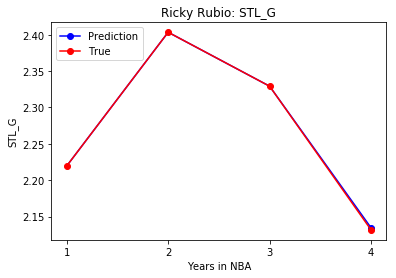 Ricky Rubio: STL_G
Prediction
True
2.40
2.35
2.30
2.25
2.20
2.15
STL_G
1 2 3 4
Years in NBA